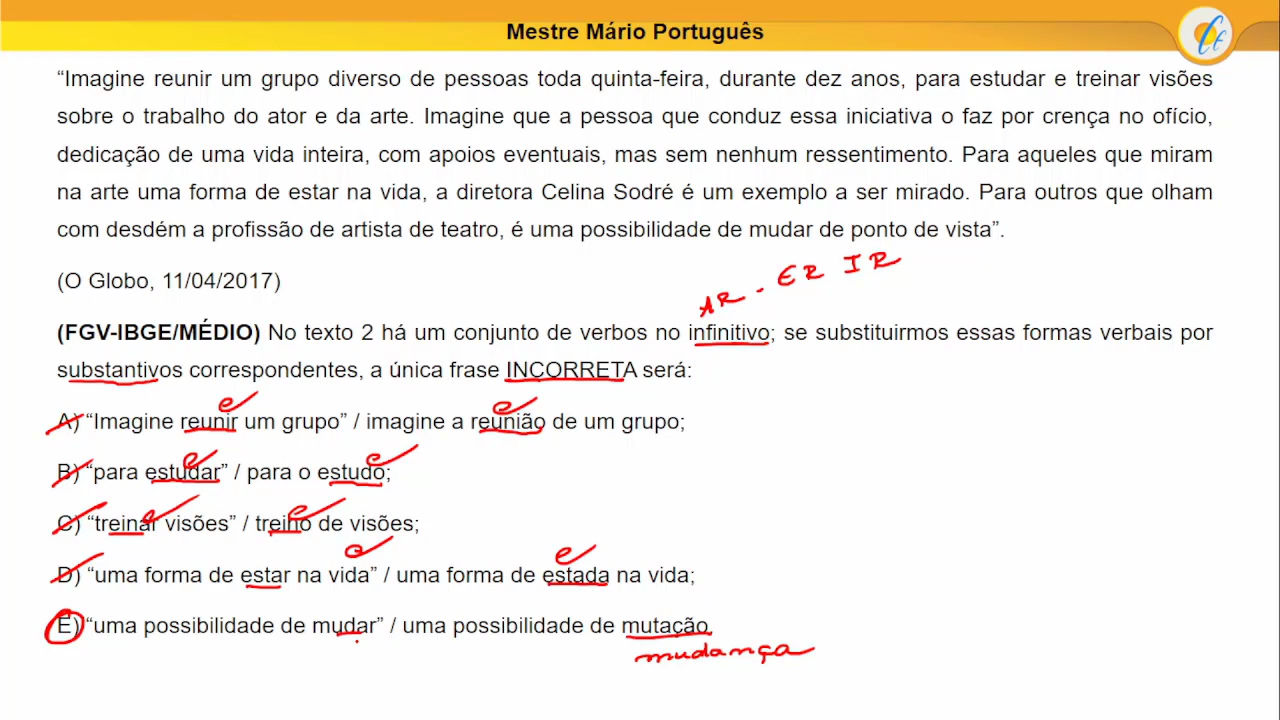 Mestre Mário Português
“Imagine reunir um grupo diverso de pessoas toda quinta-feira, durante dez anos, para estudar e treinar visões
sobre o trabalho do ator e da arte. Imagine que a pessoa que conduz essa iniciativa o faz por crença no ofício,
dedicação de uma vida inteira, com apoios eventuais, mas sem nenhum ressentimento. Para aqueles que miram
na arte uma forma de estar na vida, a diretora Celina Sodré é um exemplo a ser mirado. Para outros que olham
com desdém a profissão de artista de teatro, é uma possibilidade de mudar de ponto de vista”.
(O Globo, 11/04/2017)
AR - ER IR
(FGV-IBGE/MÉDIO) No texto 2 há um conjunto de verbos no infinitivo; se substituirmos essas formas verbais por
substantivos correspondentes, a única frase INCORRETA será:
e e
A) “Imagine reunir um grupo” / imagine a reunião de um grupo;
e e
B) “para estudar” / para o estudo;
e e
C) “treinar visões” / treino de visões;
e e
D) “uma forma de estar na vida” / uma forma de estada na vida;
E) “uma possibilidade de mudar” / uma possibilidade de mutação.
mudança